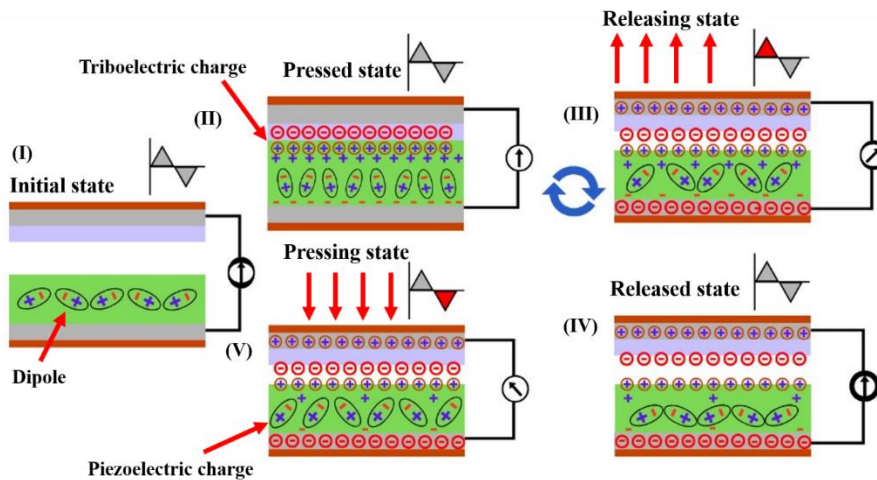 (I)
Initial state
Dipole
Triboelectric charge
(II)
Pressed state
Releasing state
(III)
Released state
(IV)
Pressing state
(V)
Piezoelectric charge